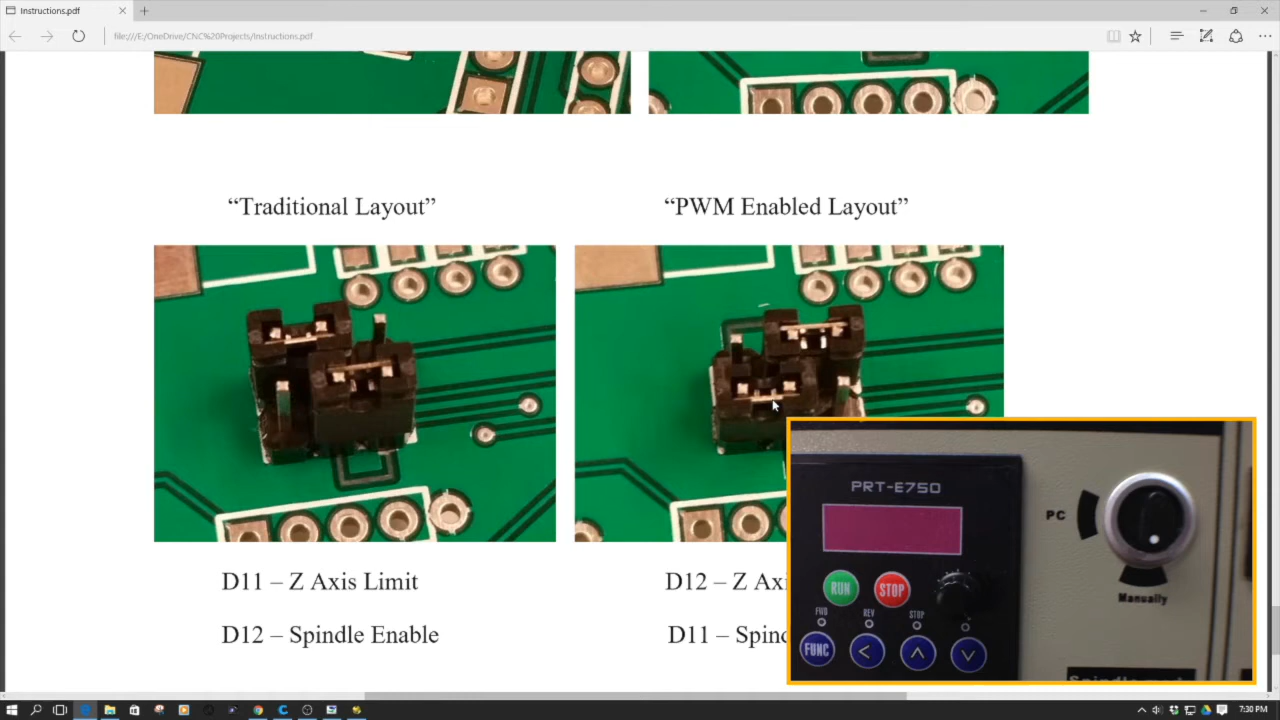 Instructions.pdf
file:///E:/OneDrive/CNC%20Projects/Instructions.pdf
“Traditional Layout”
“PWM Enabled Layout”
D11 – Z Axis Limit
D12 – Spindle Enable
D12 – Z Axi
D11 – Spin
PRT-E750
PC
Manually
RUN
STOP
FWD
REV
STOP
FUNC
7:30 PM